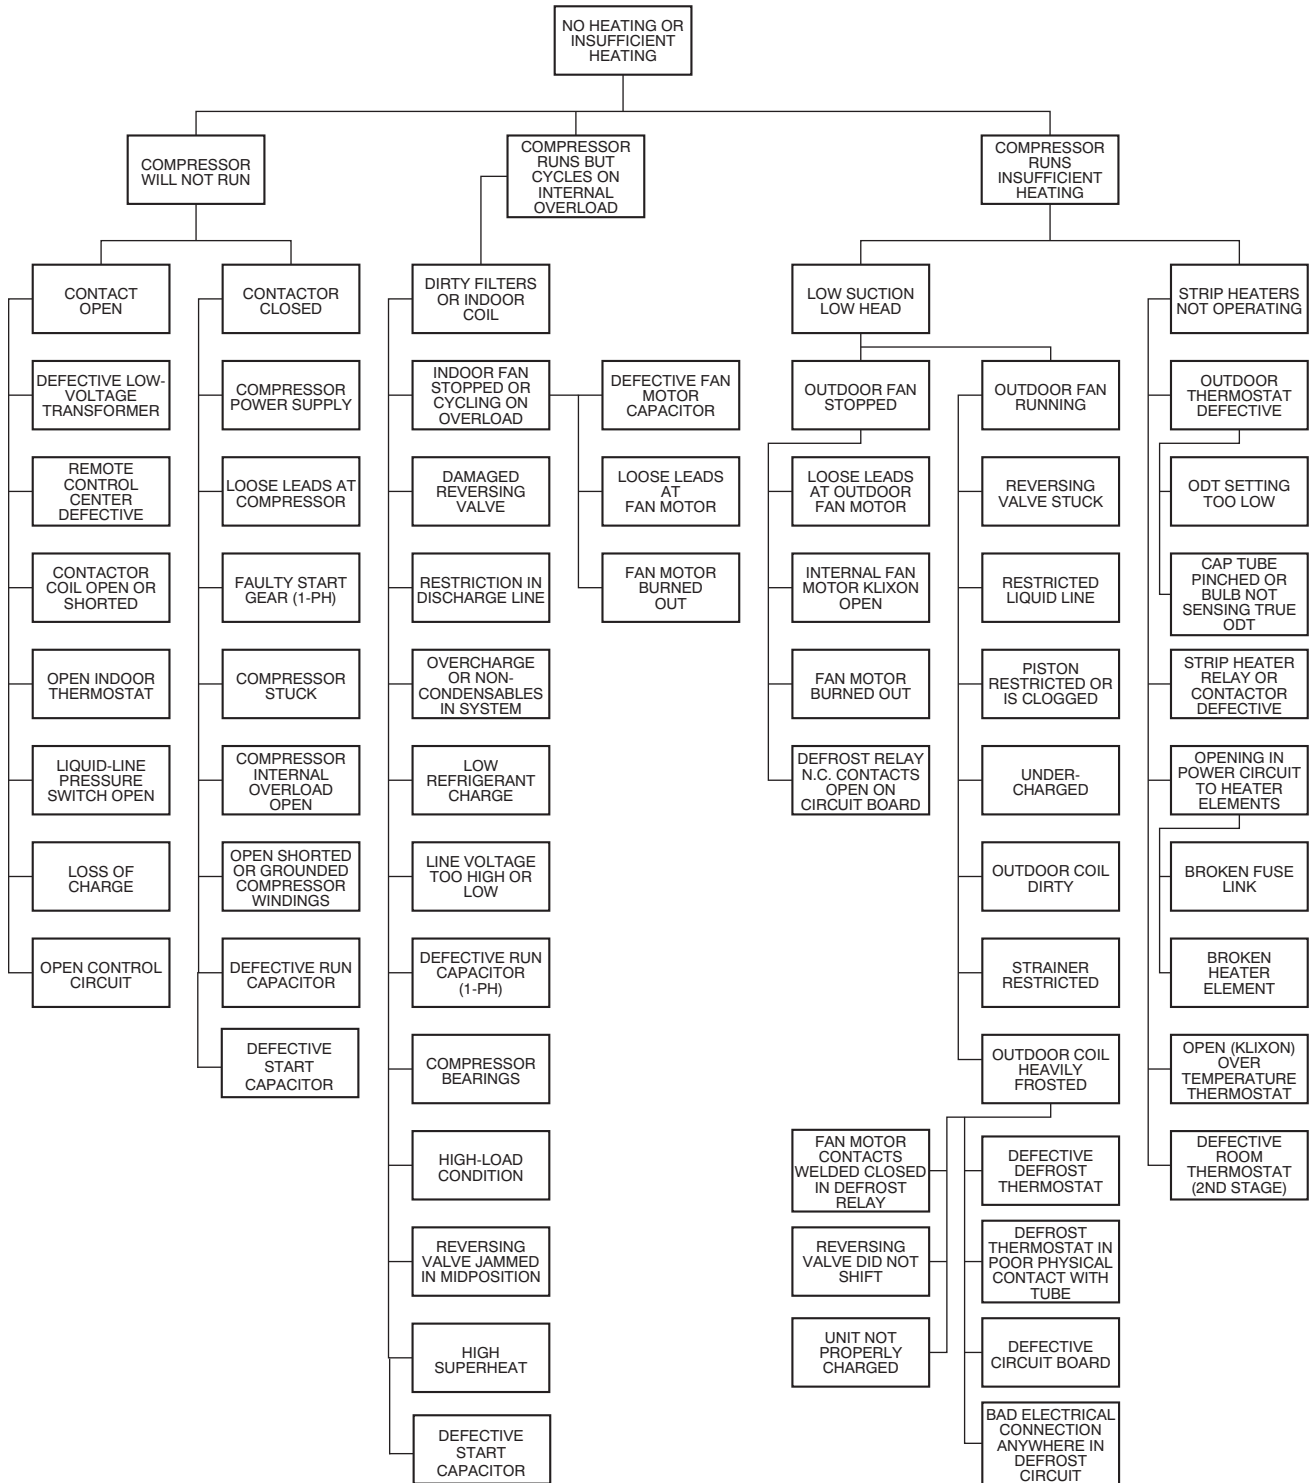 NO HEATING OR
INSUFFICIENT
HEATING
COMPRESSOR
WILL NOT RUN
COMPRESSOR
RUNS BUT
CYCLES ON
INTERNAL
OVERLOAD
COMPRESSOR
RUNS
INSUFFICIENT
HEATING
CONTACT
OPEN
DEFECTIVE LOW-
VOLTAGE
TRANSFORMER
REMOTE
CONTROL
CENTER
DEFECTIVE
CONTACTOR
COIL OPEN OR
SHORTED
OPEN INDOOR
THERMOSTAT
LIQUID-LINE
PRESSURE
SWITCH OPEN
LOSS OF
CHARGE
OPEN CONTROL
CIRCUIT
CONTACTOR
CLOSED
COMPRESSOR
POWER SUPPLY
LOOSE LEADS AT
COMPRESSOR
FAULTY START
GEAR (1-PH)
COMPRESSOR
STUCK
COMPRESSOR
INTERNAL
OVERLOAD
OPEN
OPEN SHORTED
OR GROUNDED
COMPRESSOR
WINDINGS
DEFECTIVE RUN
CAPACITOR
DEFECTIVE
START
CAPACITOR
DIRTY FILTERS
OR INDOOR
COIL
INDOOR FAN
STOPPED OR
CYCLING ON
OVERLOAD
DEFECTIVE FAN
MOTOR
CAPACITOR
LOOSE LEADS
AT
FAN MOTOR
FAN MOTOR
BURNED
OUT
DAMAGED
REVERSING
VALVE
RESTRICTION IN
DISCHARGE LINE
OVERCHARGE
OR NON-
CONDENSABLES
IN SYSTEM
LOW
REFRIGERANT
CHARGE
LINE VOLTAGE
TOO HIGH OR
LOW
DEFECTIVE RUN
CAPACITOR
(1-PH)
COMPRESSOR
BEARINGS
HIGH-LOAD
CONDITION
REVERSING
VALVE JAMMED
IN MIDPOSITION
HIGH
SUPERHEAT
DEFECTIVE
START
CAPACITOR
LOW SUCTION
LOW HEAD
OUTDOOR FAN
STOPPED
LOOSE LEADS
AT OUTDOOR
FAN MOTOR
INTERNAL FAN
MOTOR KLIXON
OPEN
FAN MOTOR
BURNED OUT
DEFROST RELAY
N.C. CONTACTS
OPEN ON
CIRCUIT BOARD
OUTDOOR FAN
RUNNING
REVERSING
VALVE STUCK
RESTRICTED
LIQUID LINE
PISTON
RESTRICTED OR
IS CLOGGED
UNDER-
CHARGED
OUTDOOR COIL
DIRTY
STRAINER
RESTRICTED
OUTDOOR COIL
HEAVILY
FROSTED
FAN MOTOR
CONTACTS
WELDED CLOSED
IN DEFROST
RELAY
REVERSING
VALVE DID NOT
SHIFT
UNIT NOT
PROPERLY
CHARGED
DEFECTIVE
DEFROST
THERMOSTAT
DEFROST
THERMOSTAT IN
POOR PHYSICAL
CONTACT WITH
TUBE
DEFECTIVE
CIRCUIT BOARD
BAD ELECTRICAL
CONNECTION
ANYWHERE IN
DEFROST
CIRCUIT
STRIP HEATERS
NOT OPERATING
OUTDOOR
THERMOSTAT
DEFECTIVE
ODT SETTING
TOO LOW
CAP TUBE
PINCHED OR
BULB NOT
SENSING TRUE
ODT
STRIP HEATER
RELAY OR
CONTACTOR
DEFECTIVE
OPENING IN
POWER CIRCUIT
TO HEATER
ELEMENTS
BROKEN FUSE
LINK
BROKEN
HEATER
ELEMENT
OPEN (KLIXON)
OVER
TEMPERATURE
THERMOSTAT
DEFECTIVE
ROOM
THERMOSTAT
(2ND STAGE)